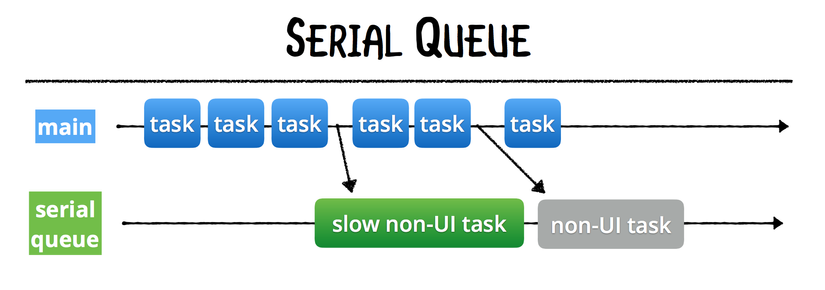 SERIAL QUEUE
main
task task task task task task
serial
queue
slow non-UI task non-UI task